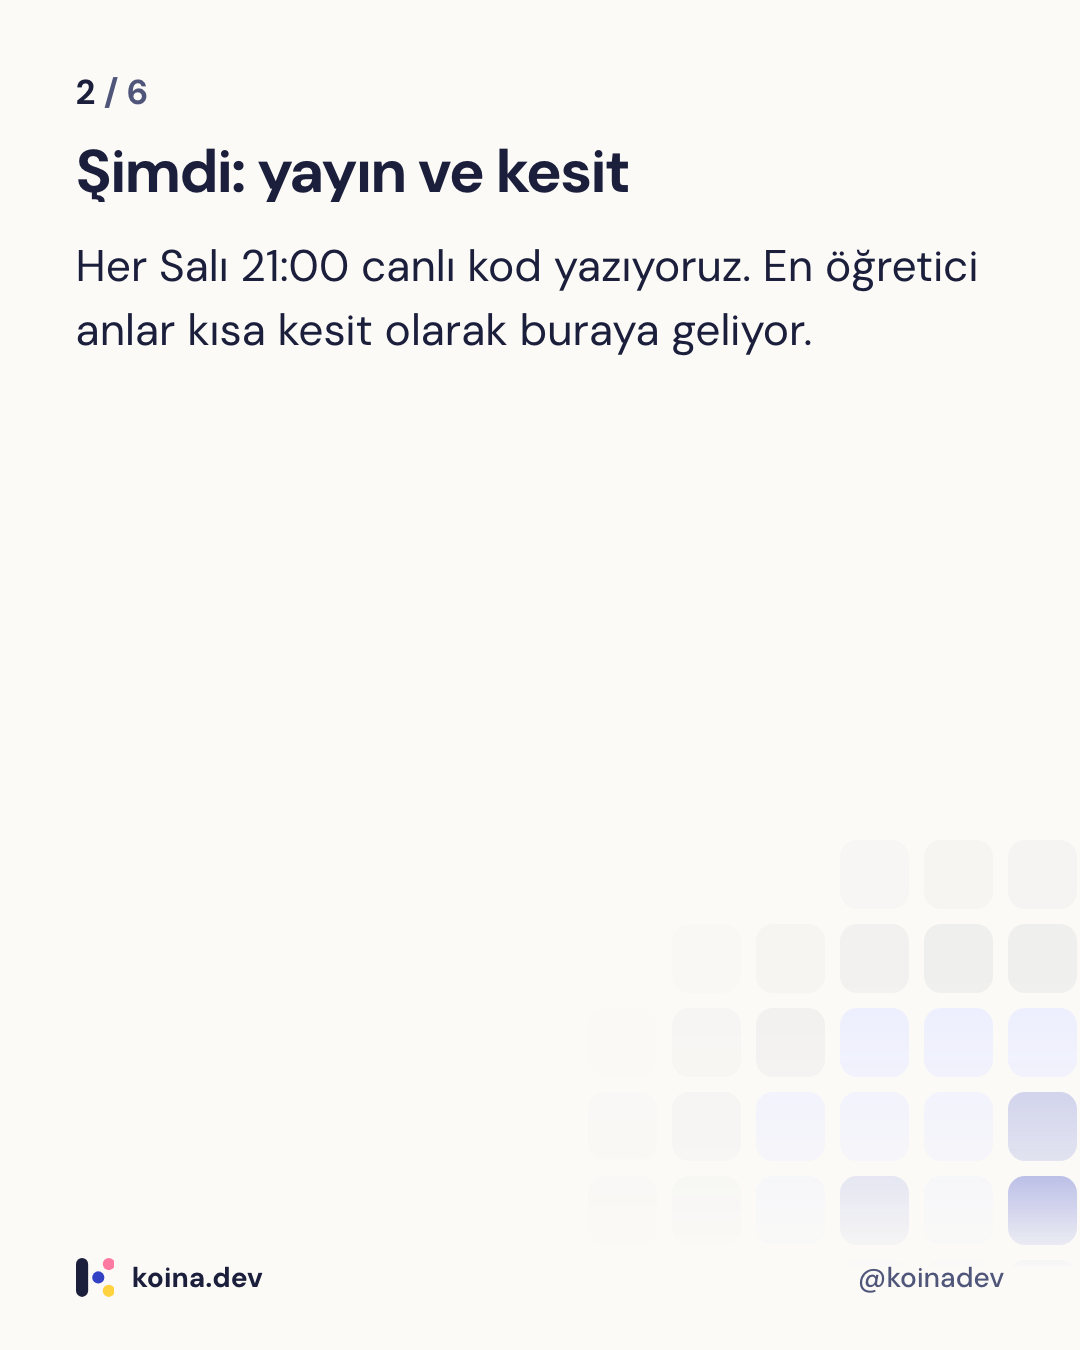 2 / 6
Şimdi: yayın ve kesit
Her Salı 21:00 canlı kod yazıyoruz. En öğretici
anlar kısa kesit olarak buraya geliyor.
koina.dev
@koinadev